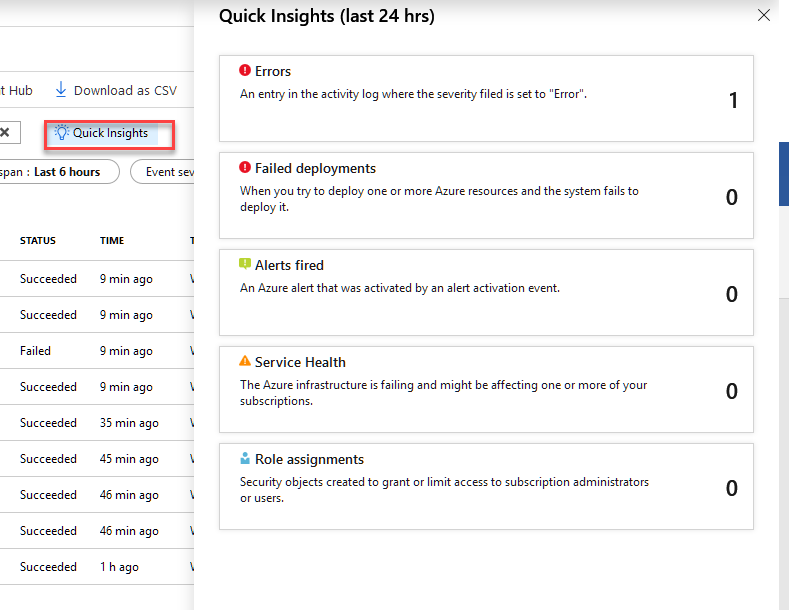 Quick Insights (last 24 hrs)
Errors
An entry in the activity log where the severity filed is set to "Error".
1
Failed deployments
When you try to deploy one or more Azure resources and the system fails to
deploy it.
0
Alerts fired
An Azure alert that was activated by an alert activation event.
0
Service Health
The Azure infrastructure is failing and might be affecting one or more of your
subscriptions.
0
Role assignments
Security objects created to grant or limit access to subscription administrators
or users.
0
t Hub Download as CSV
Quick Insights
span : Last 6 hours Event sev
STATUS TIME T
Succeeded 9 min ago
Succeeded 9 min ago
Failed 9 min ago
Succeeded 9 min ago
Succeeded 35 min ago
Succeeded 45 min ago
Succeeded 46 min ago
Succeeded 46 min ago
Succeeded 1 h ago